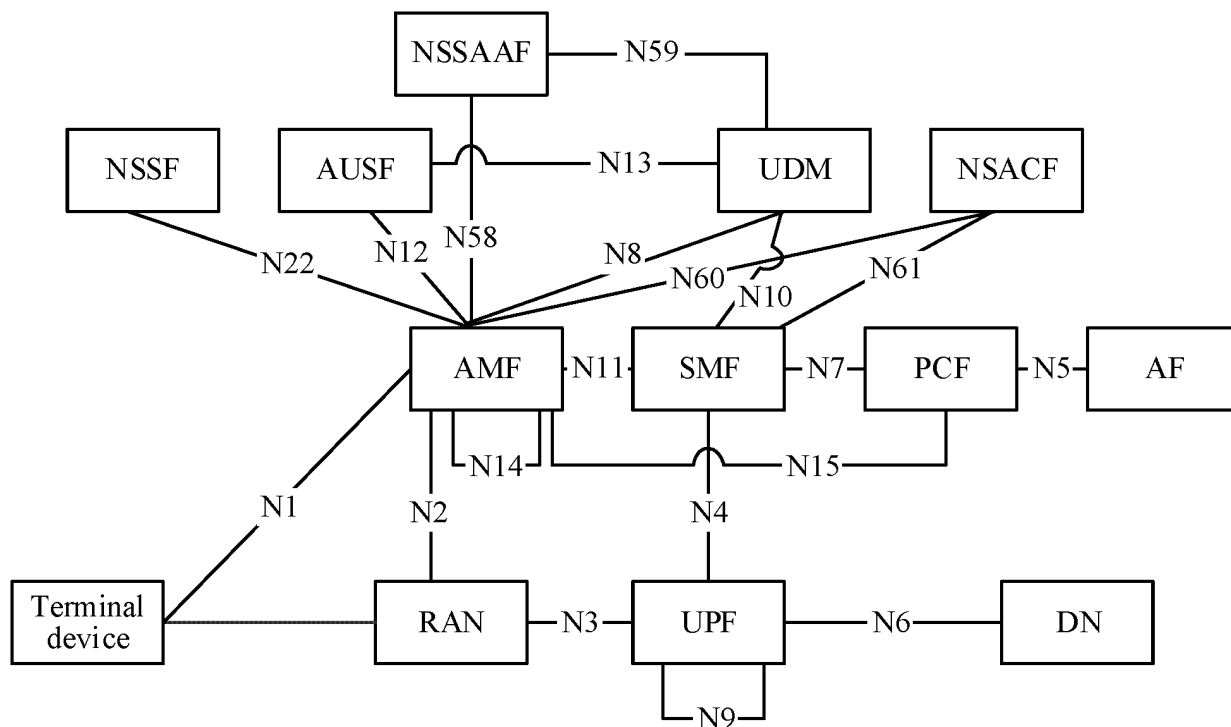 NSSAAF
N59
NSSF
AUSF
N13
UDM
NSACF
N22
N12
N58
N8
N60
N10
N61
AMF
N11
SMF
N7
PCF
N5
AF
N14
N15
N1
N2
N4
Terminal
device
RAN
N3
UPF
N6
DN
N9